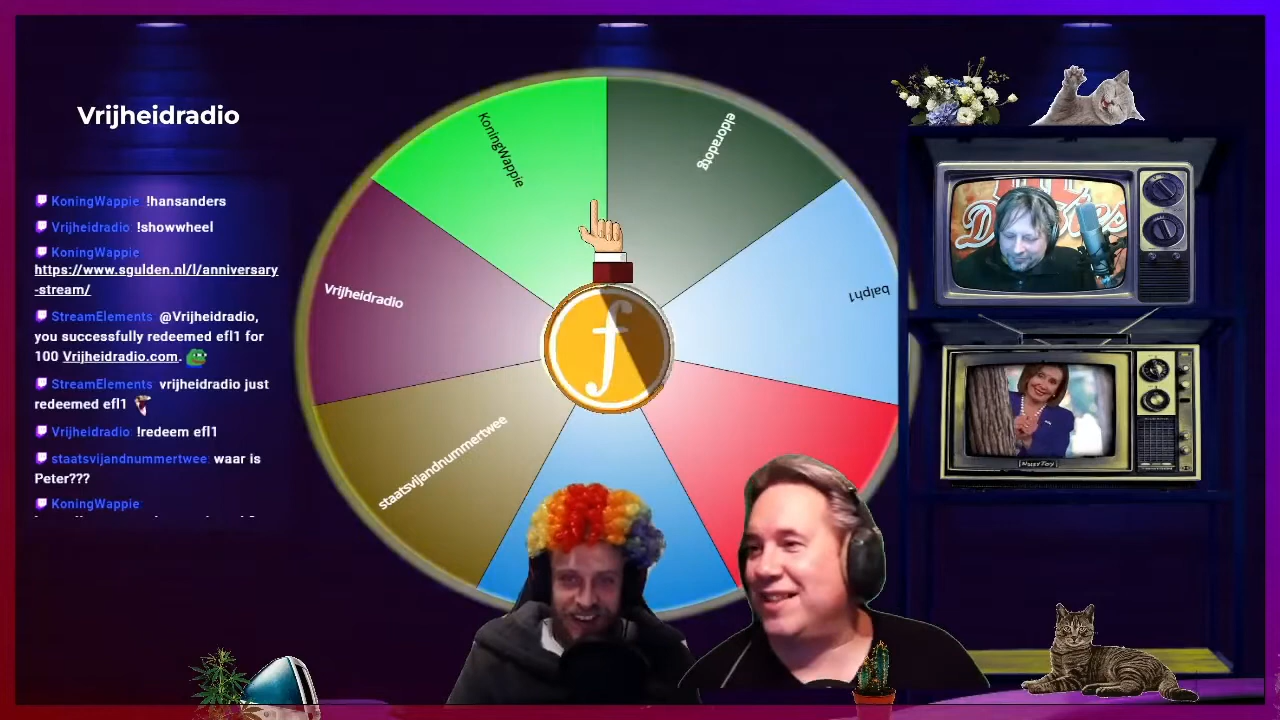 Vrijheidradio
KoningWappie !hansanders
Vrijheidradio !showwheel
KoningWappie
https://www.sgulden.nl/l/anniversary
-stream/
StreamElements @Vrijheidradio,
you successfully redeemed efl1 for
100 Vrijheidradio.com.
StreamElements vrijheidradio just
redeemed efl1
Vrijheidradio: !redeem efl1
staatsvijandnummertwee: waar is
Peter???
KoningWappie
KoningWappie
eldoradotg
balph1
Vrijheidradio
staatsvijandnummertwee
f